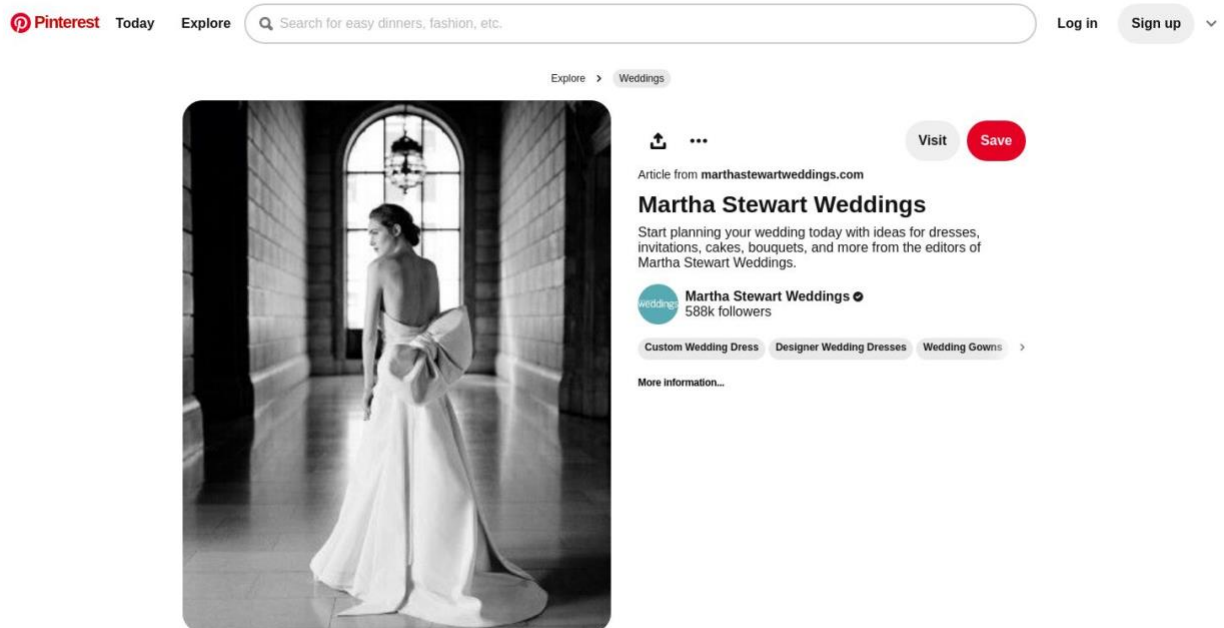 Pinterest Today Explore Search for easy dinners, fashion, etc. Log in Sign up
Explore Weddings
Visit Save
Article from marthastewartweddings.com
Martha Stewart Weddings
Start planning your wedding today with ideas for dresses,
invitations, cakes, bouquets, and more from the editors of
Martha Stewart Weddings.
weddings
Martha Stewart Weddings
588k followers
Custom Wedding Dress Designer Wedding Dresses Wedding Gowns
More information...